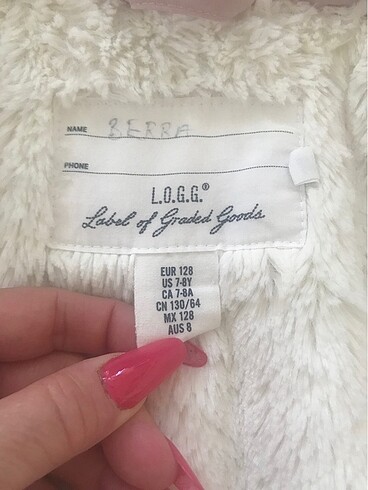 NAME BERRA
PHONE
L.O.G.G.®
Label of Graded Goods
EUR 128
US 7-8Y
CA 7-8A
CN 130/64
MX 128
AUS 8